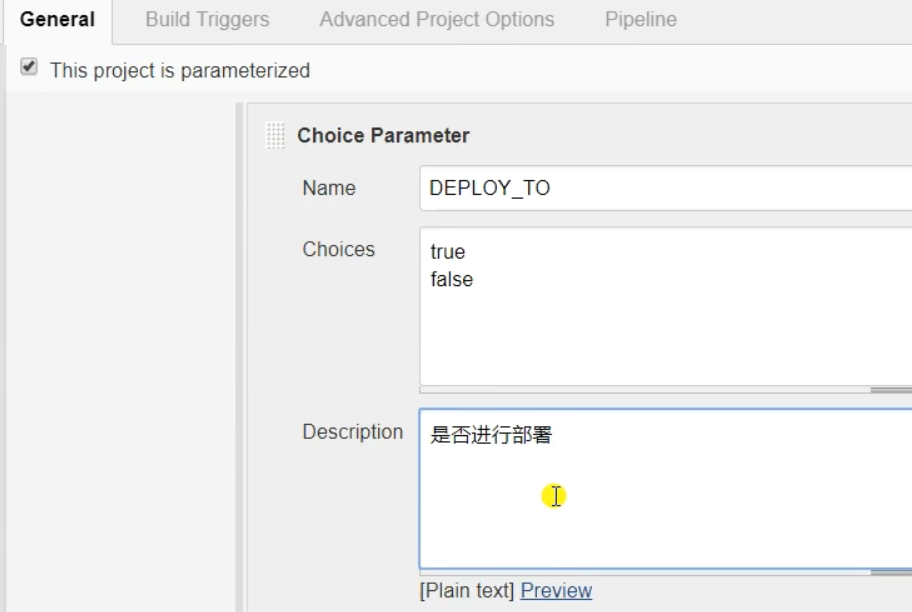 General Build Triggers Advanced Project Options Pipeline
This project is parameterized
Choice Parameter
Name DEPLOY_TO
Choices true
false
Description 是否进行部署
[Plain text] Preview